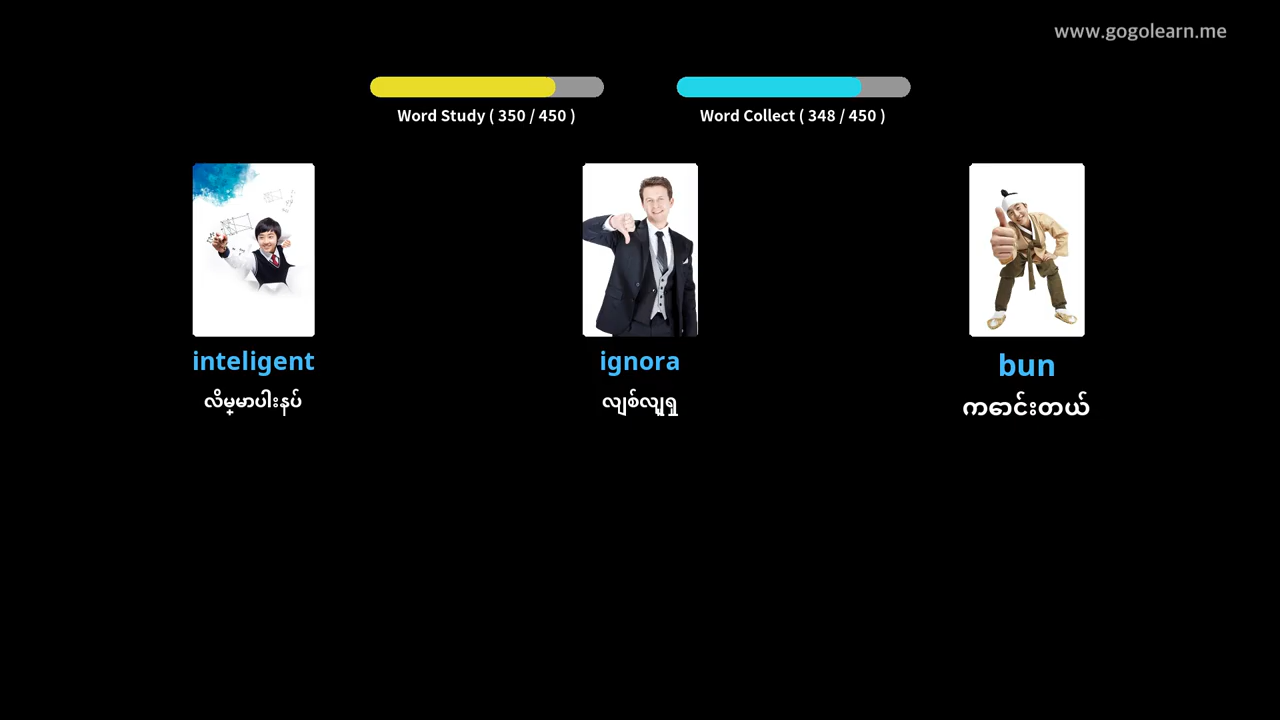 www.gogolearn.me
Word Study ( 350 / 450 )
Word Collect ( 348 / 450 )
inteligent
ignora
bun
လိမ္မာပါးနပ်
လျစ်လျူရှု
ကောင်းတယ်